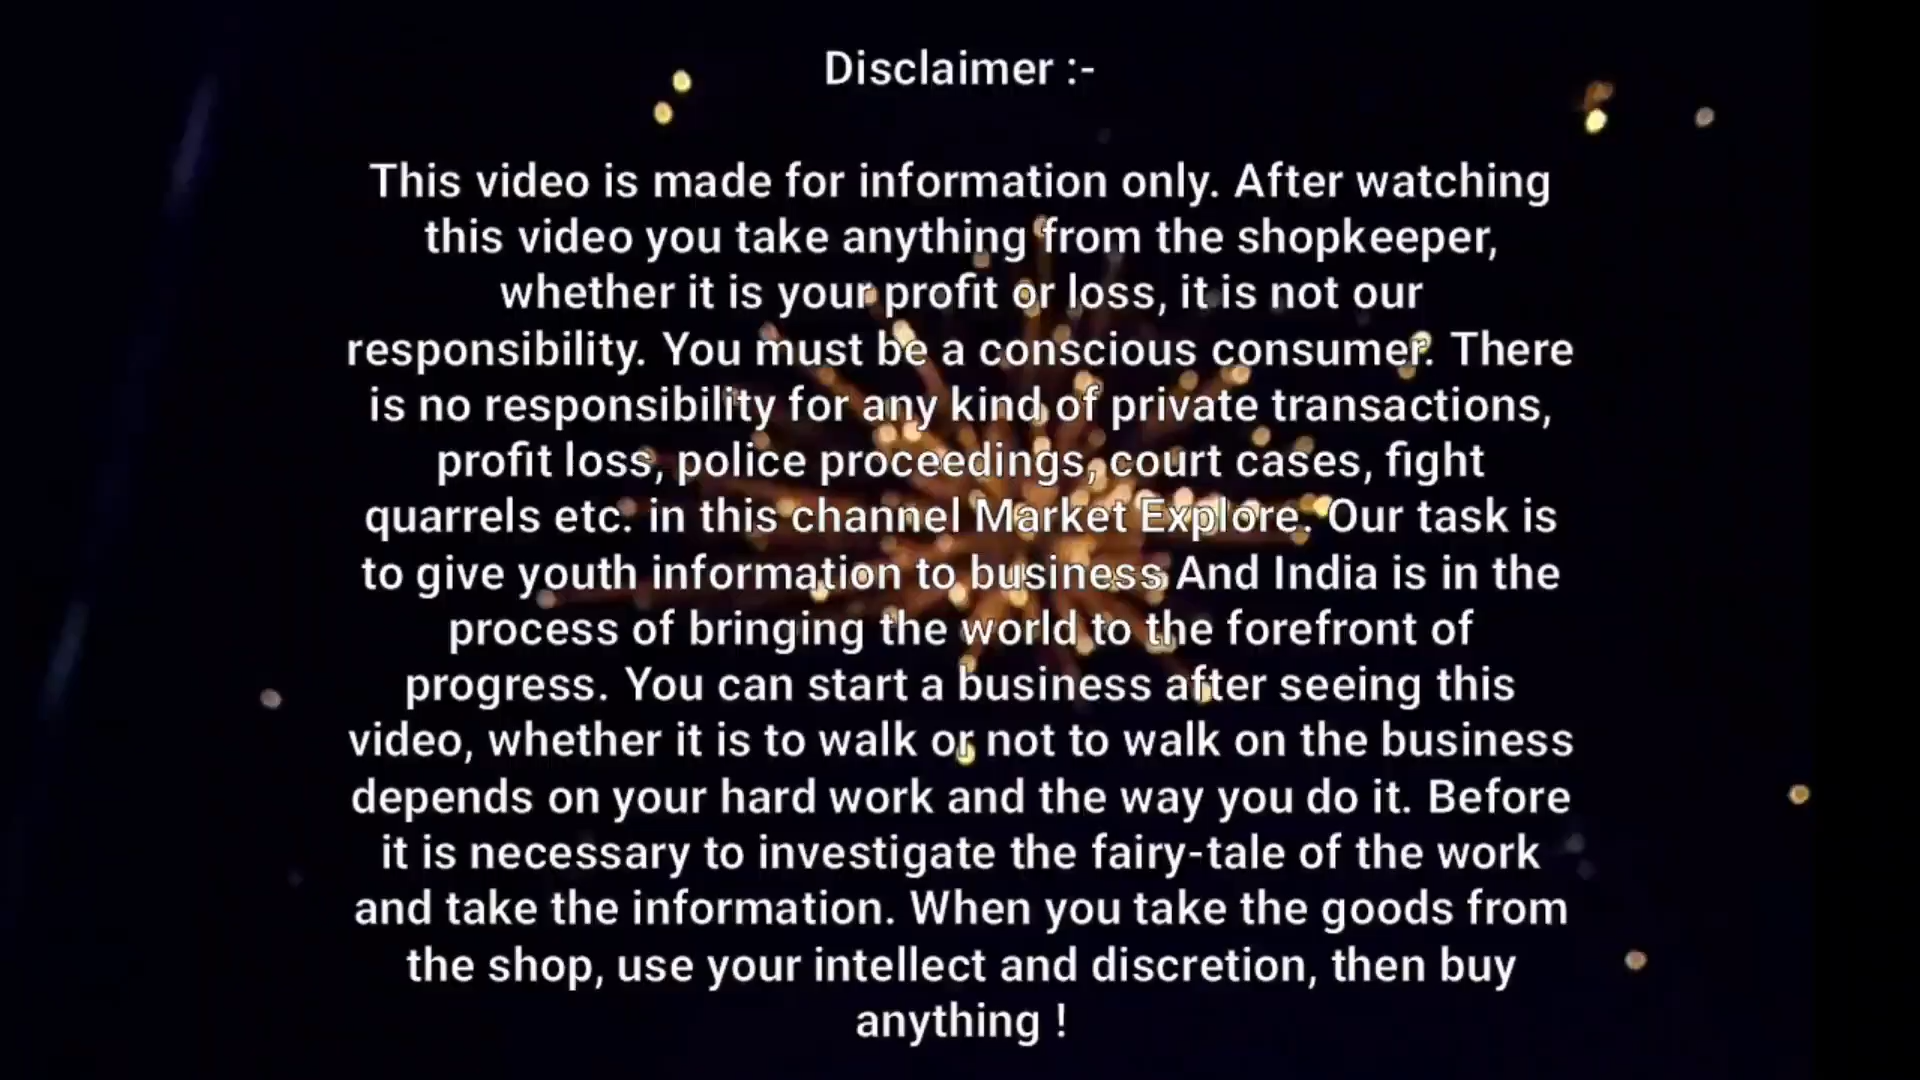 Disclaimer :-
This video is made for information only. After watching
this video you take anything from the shopkeeper,
whether it is your profit or loss, it is not our
responsibility. You must be a conscious consumer. There
is no responsibility for any kind of private transactions,
profit loss, police proceedings, court cases, fight
quarrels etc. in this channel Market Explore. Our task is
to give youth information to business And India is in the
process of bringing the world to the forefront of
progress. You can start a business after seeing this
video, whether it is to walk or not to walk on the business
depends on your hard work and the way you do it. Before
it is necessary to investigate the fairy-tale of the work
and take the information. When you take the goods from
the shop, use your intellect and discretion, then buy
anything !